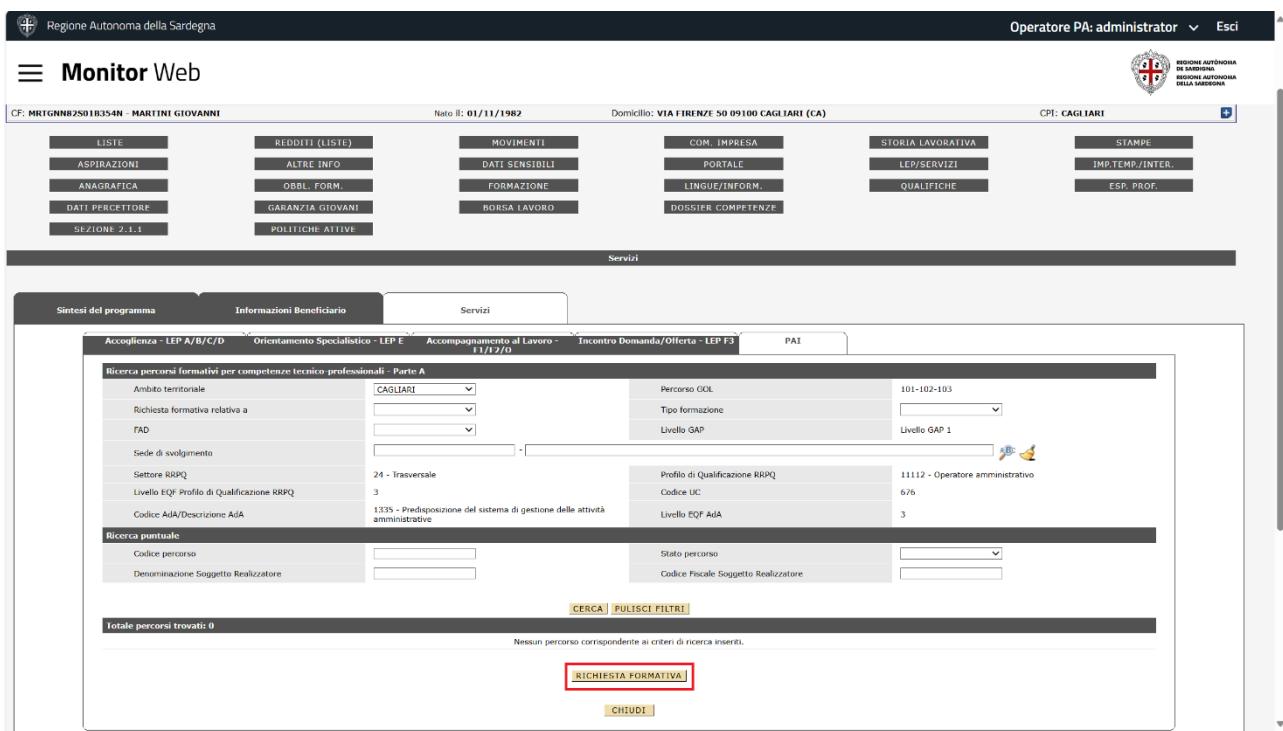 Regione Autonoma della Sardegna Operatore PA: administrator Esci
Monitor Web
REGIONE AUTÒNOMA
DE SARDIGNA
REGIONE AUTONOMA
DELLA SARDEGNA
CF: MRTGNN82S01B354N - MARTINI GIOVANNI Nato il: 01/11/1982 Domicilio: VIA FIRENZE 50 09100 CAGLIARI (CA) CPI: CAGLIARI
LISTE REDDITI (LISTE) MOVIMENTI COM. IMPRESA STORIA LAVORATIVA STAMPE
ASPIRAZIONI ALTRE INFO DATI SENSIBILI PORTALE LEP/SERVIZI IMP.TEMP./INTER.
ANAGRAFICA OBBL. FORM. FORMAZIONE LINGUE/INFORM. QUALIFICHE ESP. PROF.
DATI PERCETTORE GARANZIA GIOVANI BORSA LAVORO DOSSIER COMPETENZE
SEZIONE 2.1.1 POLITICHE ATTIVE
Servizi
Sintesi del programma Informazioni Beneficiario Servizi
Accoglienza - LEP A/B/C/D Orientamento Specialistico - LEP E Accompagnamento al Lavoro - F1/F2/O Incontro Domanda/Offerta - LEP F3 PAI
Ricerca percorsi formativi per competenze tecnico-professionali - Parte A
Ambito territoriale CAGLIARI Percorso GOL 101-102-103
Richiesta formativa relativa a Tipo formazione
FAD Livello GAP Livello GAP 1
Sede di svolgimento -
Settore RRPQ 24 - Trasversale Profilo di Qualificazione RRPQ 11112 - Operatore amministrativo
Livello EQF Profilo di Qualificazione RRPQ 3 Codice UC 676
Codice AdA/Descrizione AdA 1335 - Predisposizione del sistema di gestione delle attività amministrative Livello EQF AdA 3
Ricerca puntuale
Codice percorso Stato percorso
Denominazione Soggetto Realizzatore Codice Fiscale Soggetto Realizzatore
CERCA PULISCI FILTRI
Totale percorsi trovati: 0
Nessun percorso corrispondente ai criteri di ricerca inseriti.
RICHIESTA FORMATIVA
CHIUDI